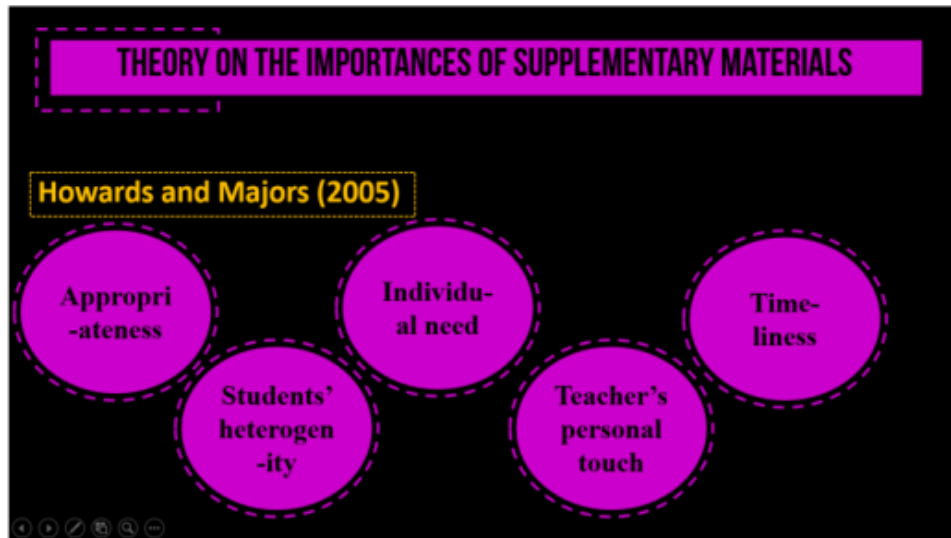 THEORY ON THE IMPORTANCES OF SUPPLEMENTARY MATERIALS
Howards and Majors (2005)
Appropri
-ateness
Students’
heterogen
-ity
Individu-
al need
Teacher’s
personal
touch
Time-
liness